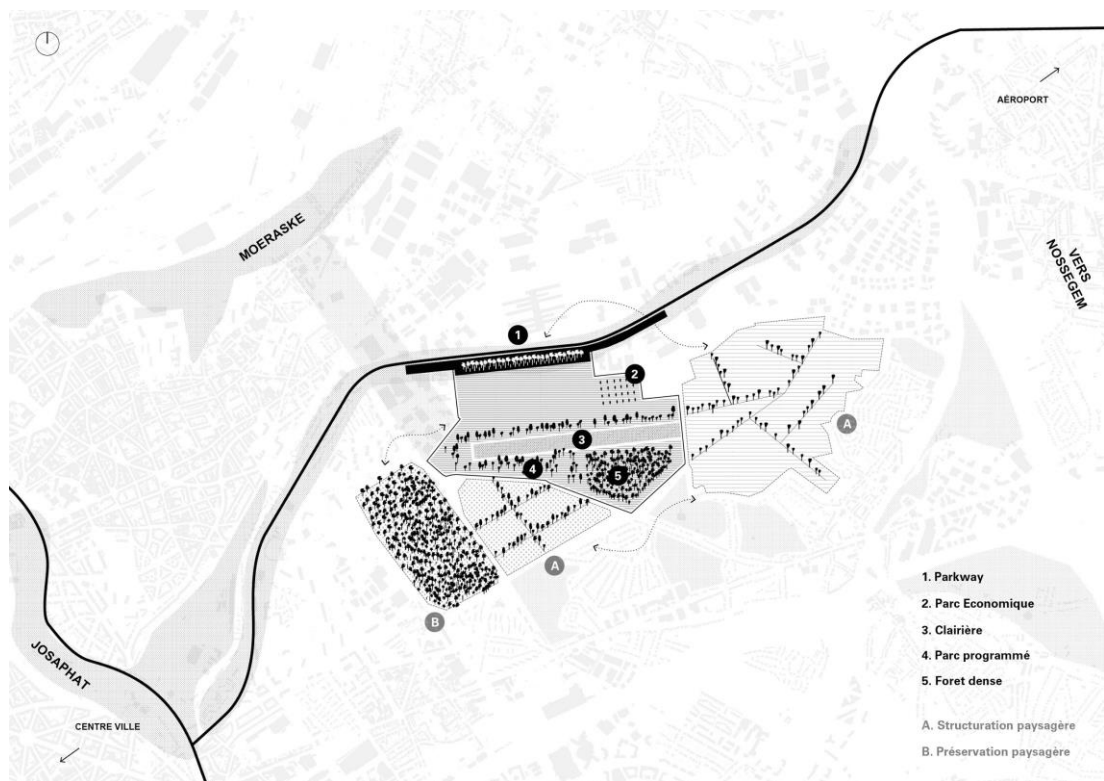 AÉROPORT
MOERASKE
VERS
NOSSEGEM
1
2
3
A
4
5
A
B
JOSAPHAT
CENTRE VILLE
1. Parkway
2. Parc Economique
3. Clairière
4. Parc programmé
5. Foret dense
A. Structuration paysagère
B. Préservation paysagère